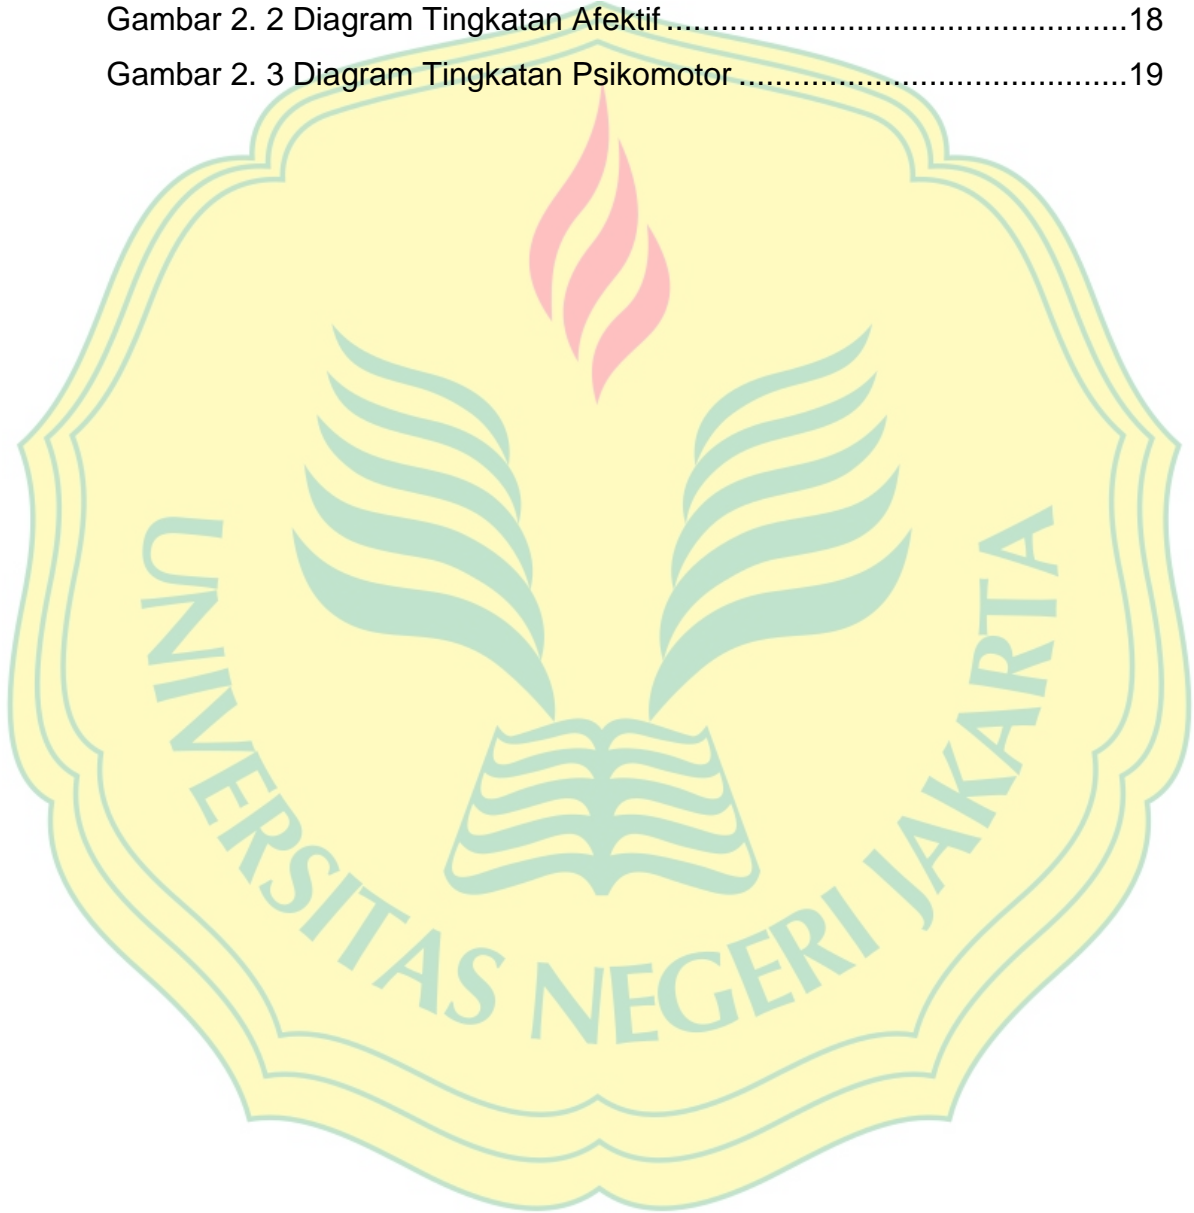 Gambar 2. 2 Diagram Tingkatan Afektif...................................................18
Gambar 2. 3 Diagram Tingkatan Psikomotor ...........................................19
UNIVERSITAS NEGERI JAKARTA